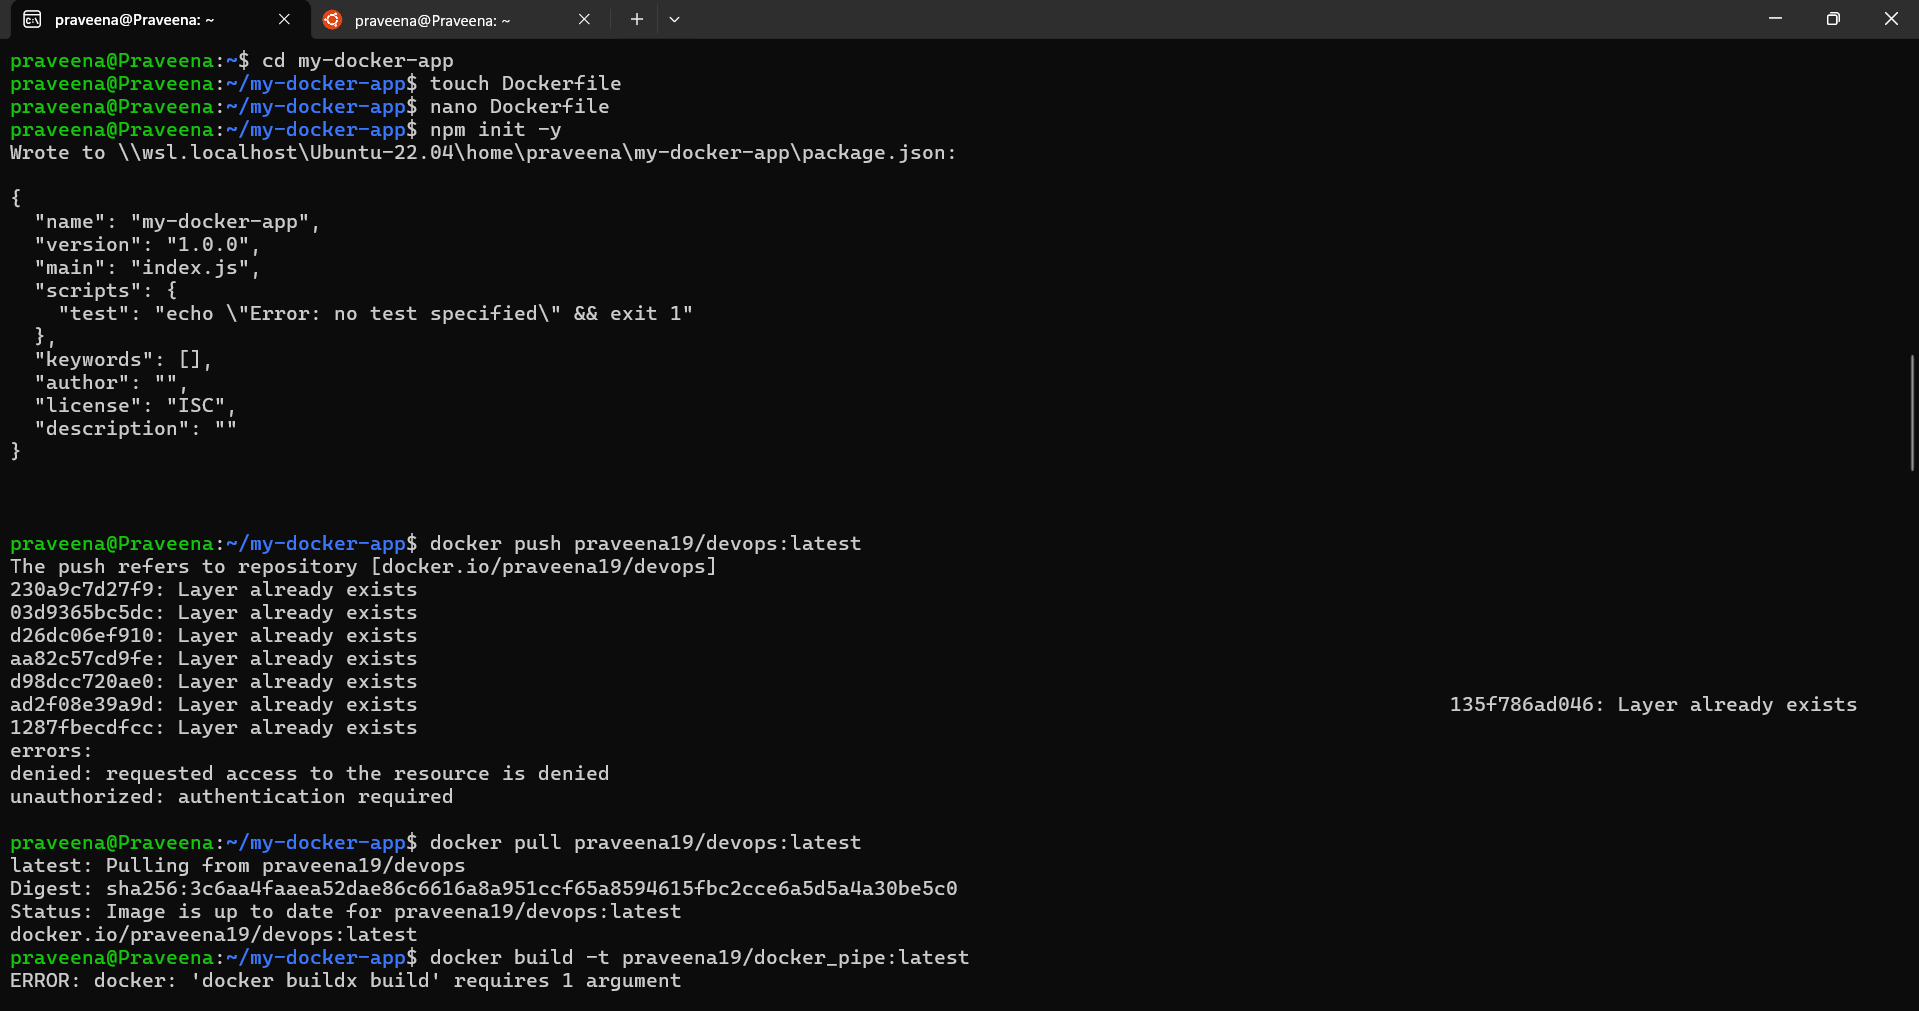 praveena@Praveena: ~
praveena@Praveena: ~
praveena@Praveena:~$ cd my-docker-app
praveena@Praveena:~/my-docker-app$ touch Dockerfile
praveena@Praveena:~/my-docker-app$ nano Dockerfile
praveena@Praveena:~/my-docker-app$ npm init -y
Wrote to \\wsl.localhost\Ubuntu-22.04\home\praveena\my-docker-app\package.json:
{
  "name": "my-docker-app",
  "version": "1.0.0",
  "main": "index.js",
  "scripts": {
    "test": "echo \"Error: no test specified\" && exit 1"
  },
  "keywords": [],
  "author": "",
  "license": "ISC",
  "description": ""
}
praveena@Praveena:~/my-docker-app$ docker push praveena19/devops:latest
The push refers to repository [docker.io/praveena19/devops]
230a9c7d27f9: Layer already exists
03d9365bc5dc: Layer already exists
d26dc06ef910: Layer already exists
aa82c57cd9fe: Layer already exists
d98dcc720ae0: Layer already exists
ad2f08e39a9d: Layer already exists 135f786ad046: Layer already exists
1287fbecdfcc: Layer already exists
errors:
denied: requested access to the resource is denied
unauthorized: authentication required
praveena@Praveena:~/my-docker-app$ docker pull praveena19/devops:latest
latest: Pulling from praveena19/devops
Digest: sha256:3c6aa4faaea52dae86c6616a8a951ccf65a8594615fbc2cce6a5d5a4a30be5c0
Status: Image is up to date for praveena19/devops:latest
docker.io/praveena19/devops:latest
praveena@Praveena:~/my-docker-app$ docker build -t praveena19/docker_pipe:latest
ERROR: docker: 'docker buildx build' requires 1 argument